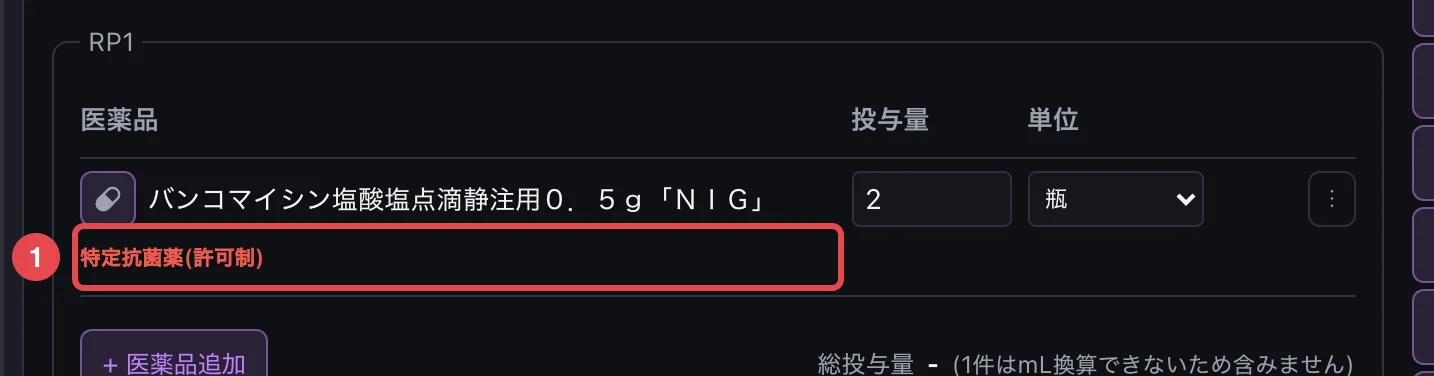 RP1
医薬品 投与量 単位
バンコマイシン塩酸塩点滴静注用０．５ｇ「ＮＩＧ」 2 瓶
1 特定抗菌薬(許可制)
+ 医薬品追加 総投与量 - (1件はmL換算できないため含みません)